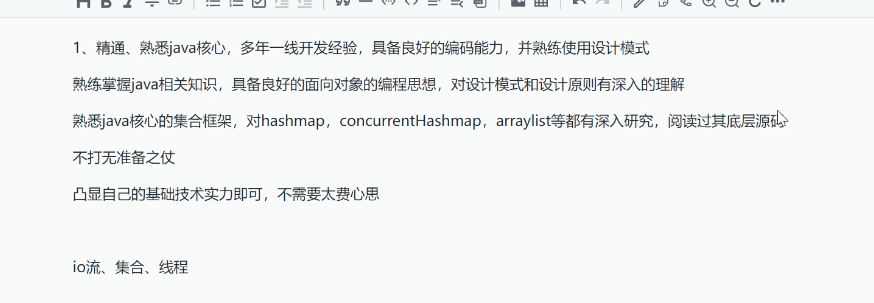 1、精通、熟悉java核心，多年一线开发经验，具备良好的编码能力，并熟练使用设计模式
熟练掌握java相关知识，具备良好的面向对象的编程思想，对设计模式和设计原则有深入的理解
熟悉java核心的集合框架，对hashmap，concurrentHashmap，arraylist等都有深入研究，阅读过其底层源码
不打无准备之仗
凸显自己的基础技术实力即可，不需要太费心思
io流、集合、线程